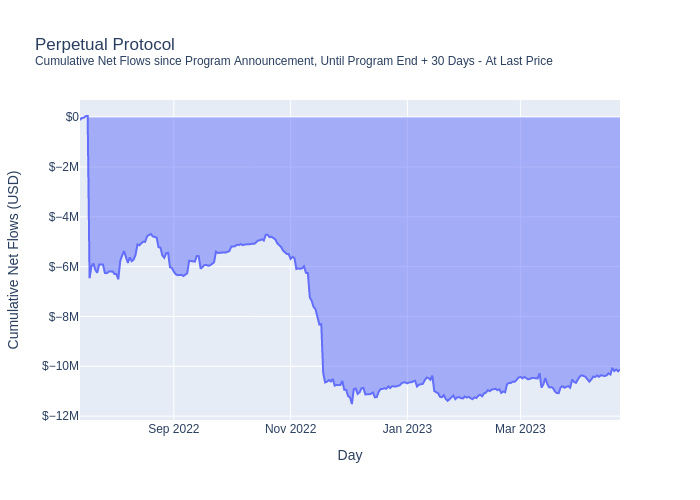 Perpetual Protocol
Cumulative Net Flows since Program Announcement, Until Program End + 30 Days - At Last Price
Cumulative Net Flows (USD)
$0
$−2M
$−4M
$−6M
$−8M
$−10M
$−12M
Sep 2022
Nov 2022
Jan 2023
Mar 2023
Day